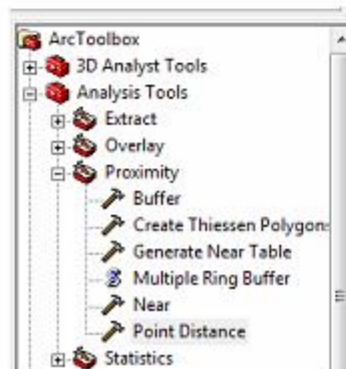 ArcToolbox
3D Analyst Tools
Analysis Tools
Extract
Overlay
Proximity
Buffer
Create Thiessen Polygon
Generate Near Table
Multiple Ring Buffer
Near
Point Distance
Statistics